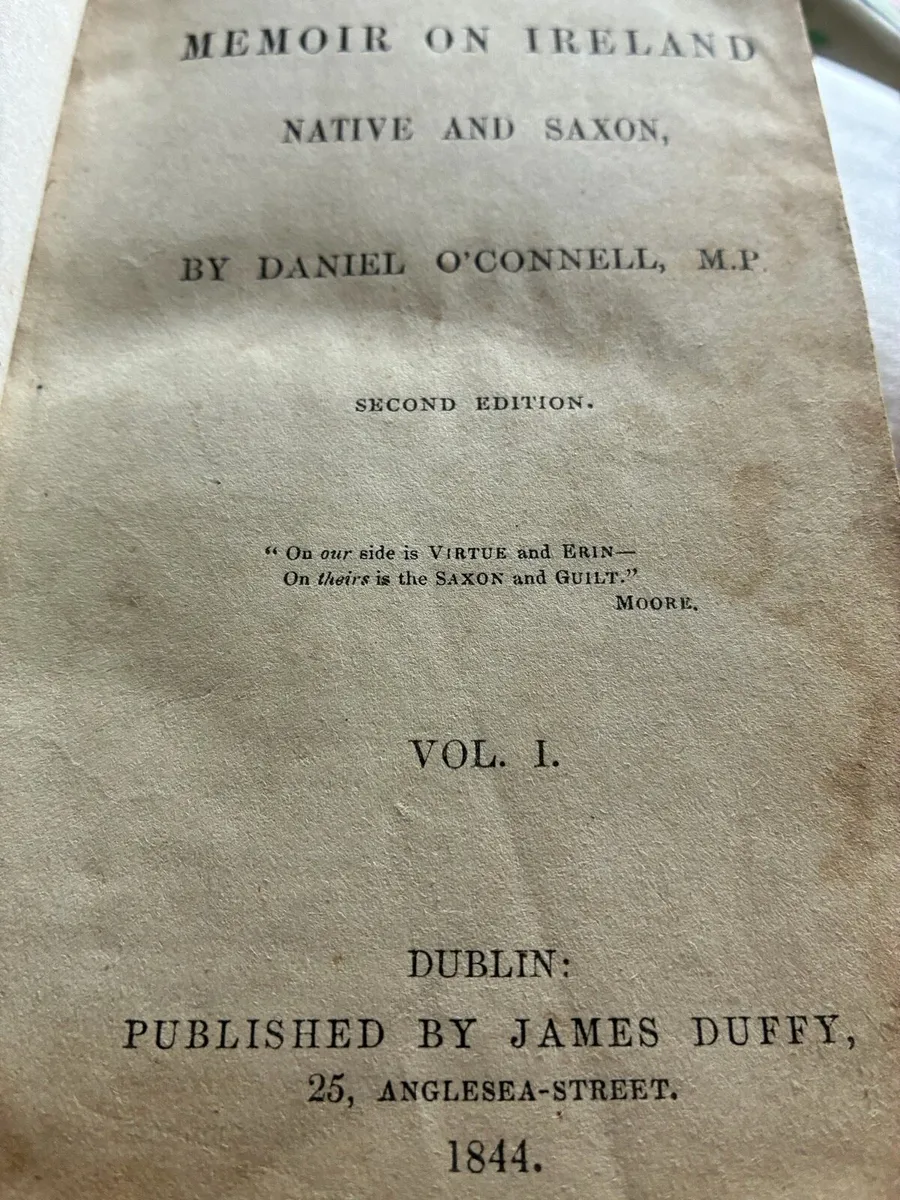 MEMOIR ON IRELAND
NATIVE AND SAXON,
BY DANIEL O'CONNELL, M.P.
SECOND EDITION.
“ On our side is VIRTUE and ERIN—
On theirs is the SAXON and GUILT.”
MOORE.
VOL. I.
DUBLIN:
PUBLISHED BY JAMES DUFFY,
25, ANGLESEA-STREET.
1844.